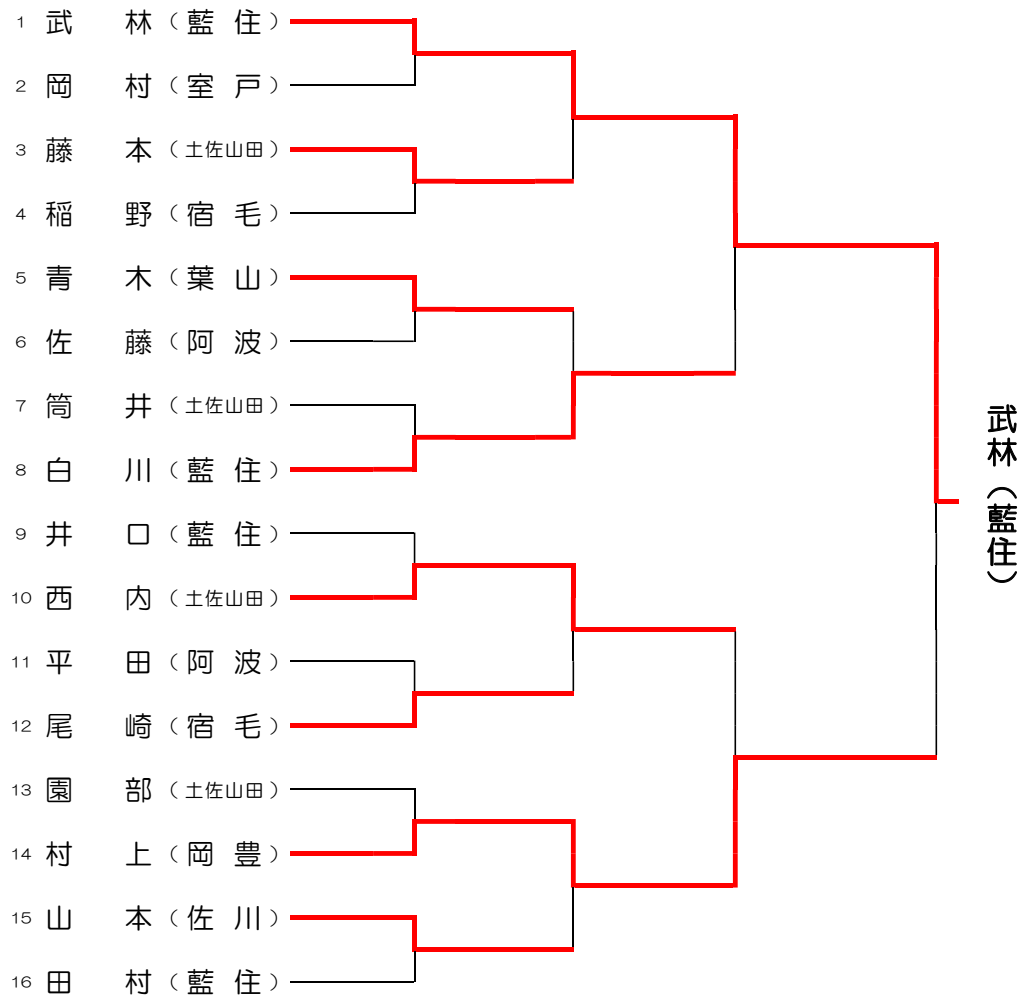 1 武 林 （ 藍 住 ）
2 岡 村 （ 室 戸 ）
3 藤 本 （ 土佐山田 ）
4 稲 野 （ 宿 毛 ）
5 青 木 （ 葉 山 ）
6 佐 藤 （ 阿 波 ）
7 筒 井 （ 土佐山田 ）
8 白 川 （ 藍 住 ）
9 井 口 （ 藍 住 ）
10 西 内 （ 土佐山田 ）
11 平 田 （ 阿 波 ）
12 尾 崎 （ 宿 毛 ）
13 園 部 （ 土佐山田 ）
14 村 上 （ 岡 豊 ）
15 山 本 （ 佐 川 ）
16 田 村 （ 藍 住 ）
武林（藍住）